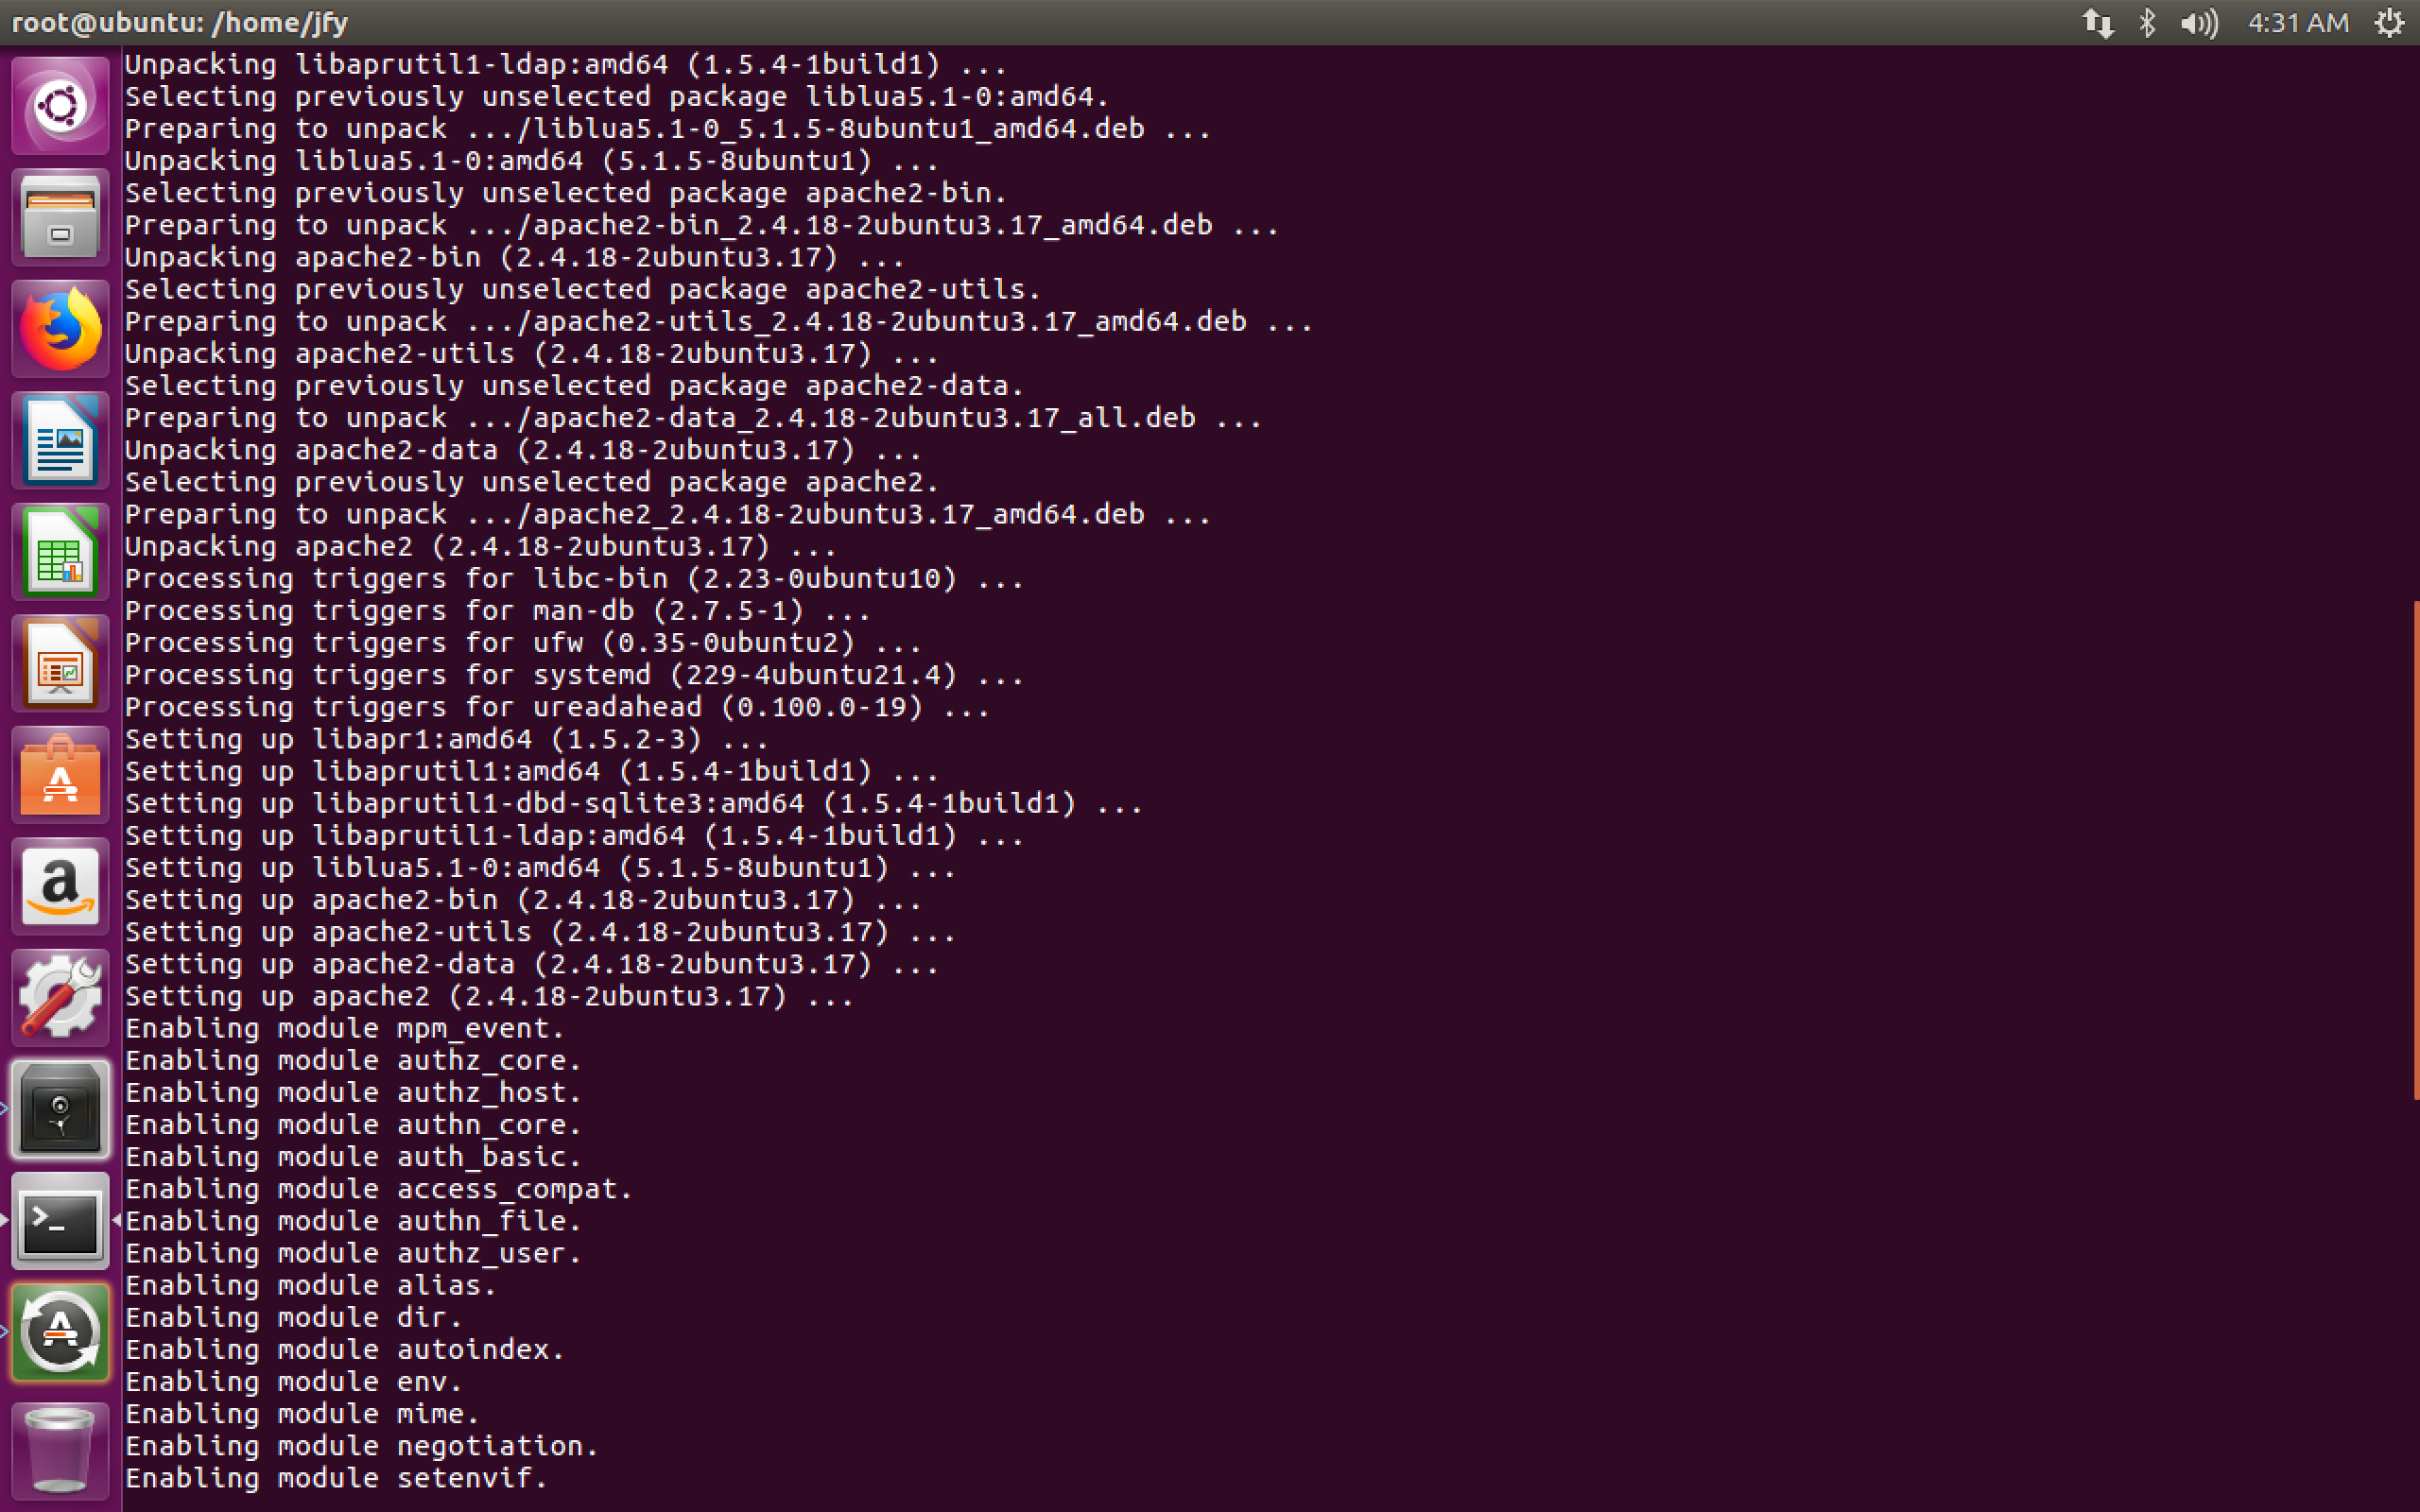 root@ubuntu: /home/jfy
4:31 AM
Unpacking libaprutil1-ldap:amd64 (1.5.4-1build1) ...
Selecting previously unselected package liblua5.1-0:amd64.
Preparing to unpack .../liblua5.1-0_5.1.5-8ubuntu1_amd64.deb ...
Unpacking liblua5.1-0:amd64 (5.1.5-8ubuntu1) ...
Selecting previously unselected package apache2-bin.
Preparing to unpack .../apache2-bin_2.4.18-2ubuntu3.17_amd64.deb ...
Unpacking apache2-bin (2.4.18-2ubuntu3.17) ...
Selecting previously unselected package apache2-utils.
Preparing to unpack .../apache2-utils_2.4.18-2ubuntu3.17_amd64.deb ...
Unpacking apache2-utils (2.4.18-2ubuntu3.17) ...
Selecting previously unselected package apache2-data.
Preparing to unpack .../apache2-data_2.4.18-2ubuntu3.17_all.deb ...
Unpacking apache2-data (2.4.18-2ubuntu3.17) ...
Selecting previously unselected package apache2.
Preparing to unpack .../apache2_2.4.18-2ubuntu3.17_amd64.deb ...
Unpacking apache2 (2.4.18-2ubuntu3.17) ...
Processing triggers for libc-bin (2.23-0ubuntu10) ...
Processing triggers for man-db (2.7.5-1) ...
Processing triggers for ufw (0.35-0ubuntu2) ...
Processing triggers for systemd (229-4ubuntu21.4) ...
Processing triggers for ureadahead (0.100.0-19) ...
Setting up libapr1:amd64 (1.5.2-3) ...
Setting up libaprutil1:amd64 (1.5.4-1build1) ...
Setting up libaprutil1-dbd-sqlite3:amd64 (1.5.4-1build1) ...
Setting up libaprutil1-ldap:amd64 (1.5.4-1build1) ...
Setting up liblua5.1-0:amd64 (5.1.5-8ubuntu1) ...
Setting up apache2-bin (2.4.18-2ubuntu3.17) ...
Setting up apache2-utils (2.4.18-2ubuntu3.17) ...
Setting up apache2-data (2.4.18-2ubuntu3.17) ...
Setting up apache2 (2.4.18-2ubuntu3.17) ...
Enabling module mpm_event.
Enabling module authz_core.
Enabling module authz_host.
Enabling module authn_core.
Enabling module auth_basic.
Enabling module access_compat.
Enabling module authn_file.
Enabling module authz_user.
Enabling module alias.
Enabling module dir.
Enabling module autoindex.
Enabling module env.
Enabling module mime.
Enabling module negotiation.
Enabling module setenvif.